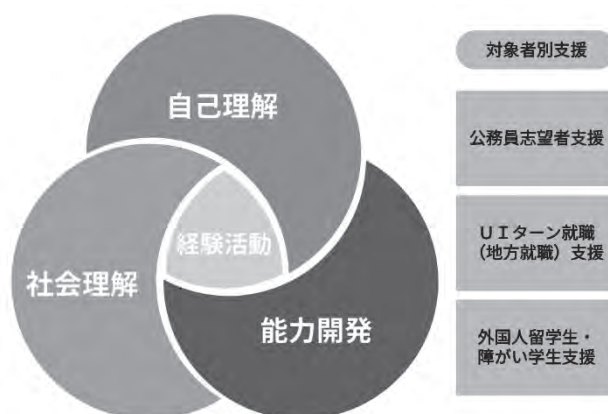 自己理解
経験活動
社会理解
能力開発
対象者別支援
公務員志望者支援
UIターン就職
(地方就職)支援
外国人留学生・
障がい学生支援